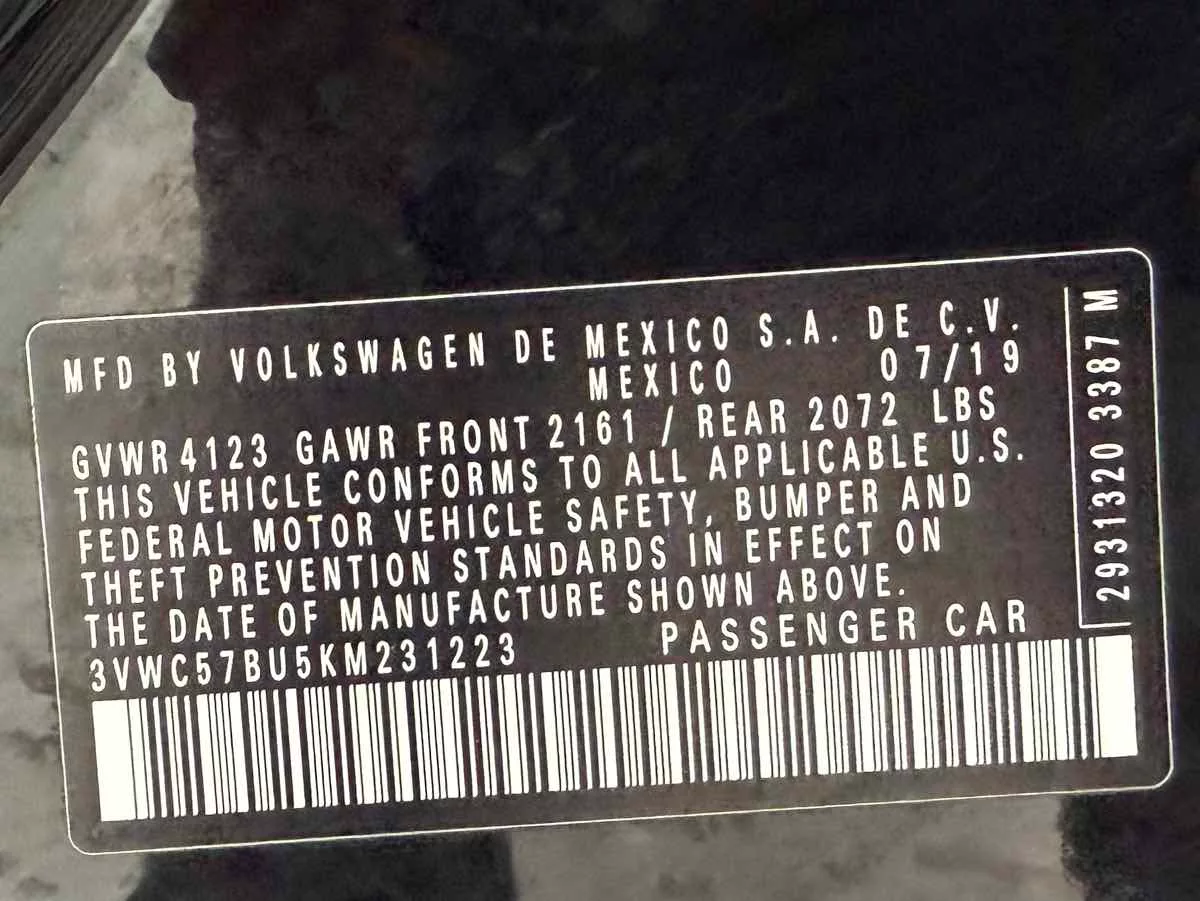 MFD BY VOLKSWAGEN DE MEXICO S.A. DE C.V.
MEXICO 07/19
GVWR 4123 GAWR FRONT 2161 / REAR 2072 LBS
THIS VEHICLE CONFORMS TO ALL APPLICABLE U.S.
FEDERAL MOTOR VEHICLE SAFETY, BUMPER AND
THEFT PREVENTION STANDARDS IN EFFECT ON
THE DATE OF MANUFACTURE SHOWN ABOVE.
3VWC57BU5KM231223 PASSENGER CAR
2931320 3387 M